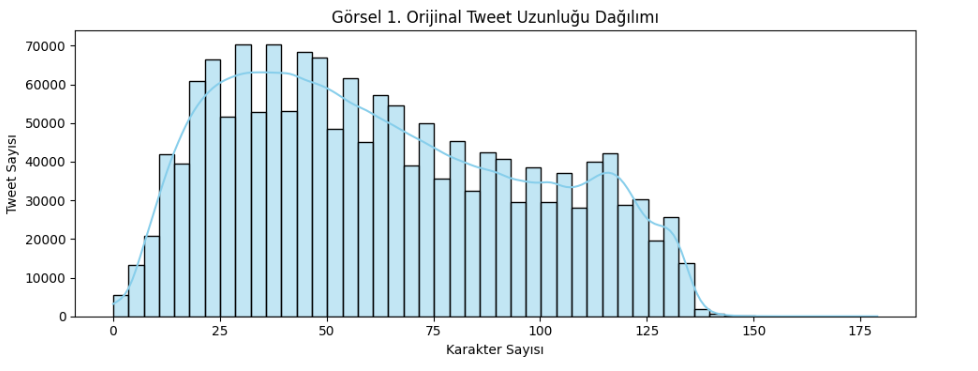 Görsel 1. Orijinal Tweet Uzunluğu Dağılımı
70000
60000
50000
40000
30000
20000
10000
0
Tweet Sayısı
0 25 50 75 100 125 150 175
Karakter Sayısı